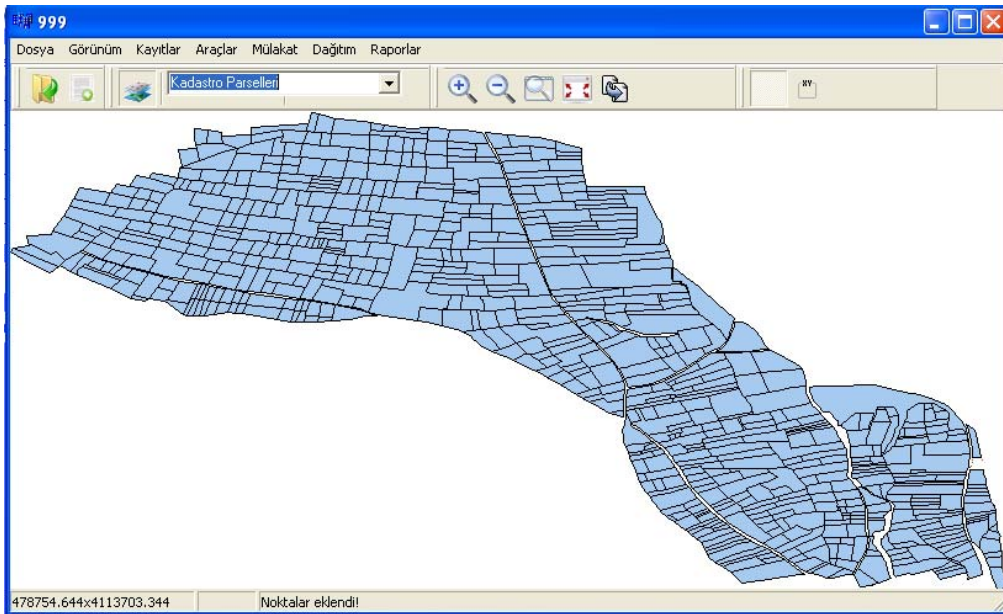 999
Dosya Görünüm Kayıtlar Araçlar Mülakat Dağıtım Raporlar
Kadastro Parselleri
XY
478754.644x4113703.344 Noktalar eklendi!